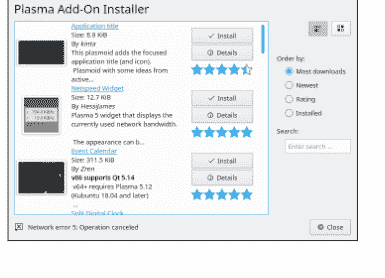 Plasma Add-On Installer
Application title
Size: 8.8 KiB
By kinta
This plasmoid adds the focused
application title (and icon).
Plasmoid with some ideas from
active...
Install
Details
Netspeed Widget
Size: 12.7 KiB
By HessiJames
Plasma 5 widget that displays the
currently used network bandwidth.
The appearance can b...
Install
Details
Event Calendar
Size: 311.5 KiB
By Zren
v68 supports Qt 5.14
v64+ requires Plasma 5.12
(Kubuntu 18.04 and later)
...
Install
Details
Split Digital Clock
Order by:
Most downloads
Newest
Rating
Installed
Search:
Enter search ...
Network error 5: Operation canceled
Close